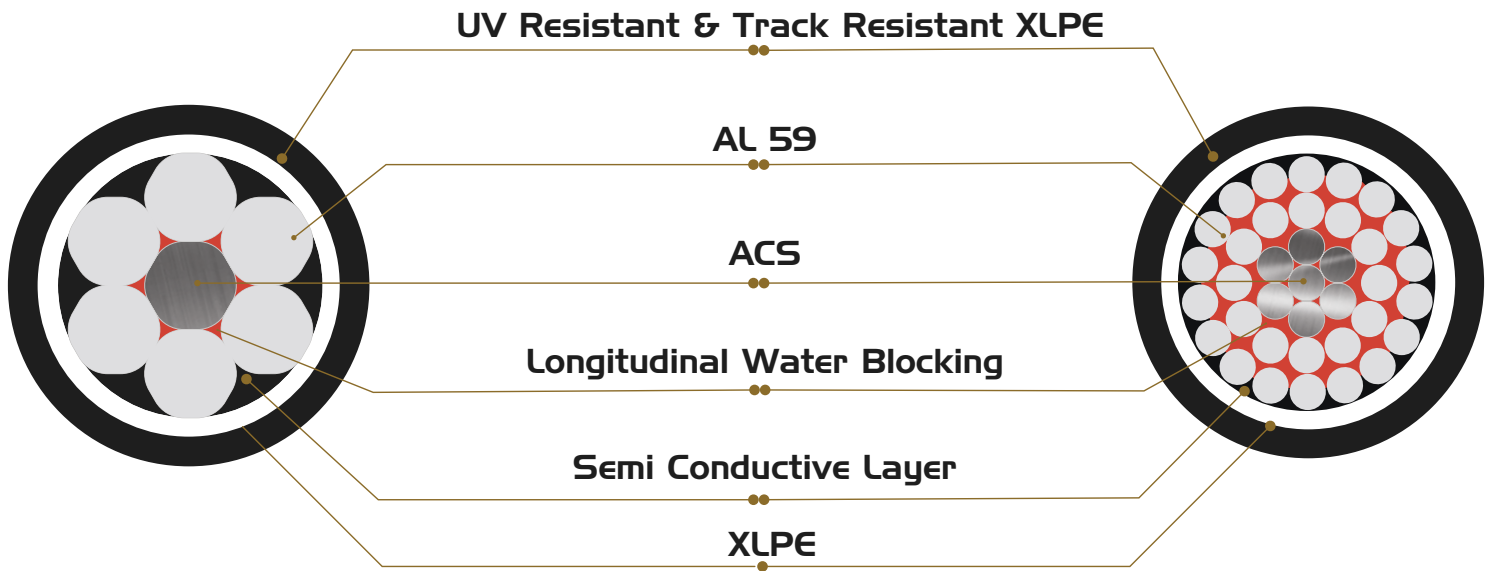 UV Resistant & Track Resistant XLPE
AL 59
ACS
Longitudinal Water Blocking
Semi Conductive Layer
XLPE